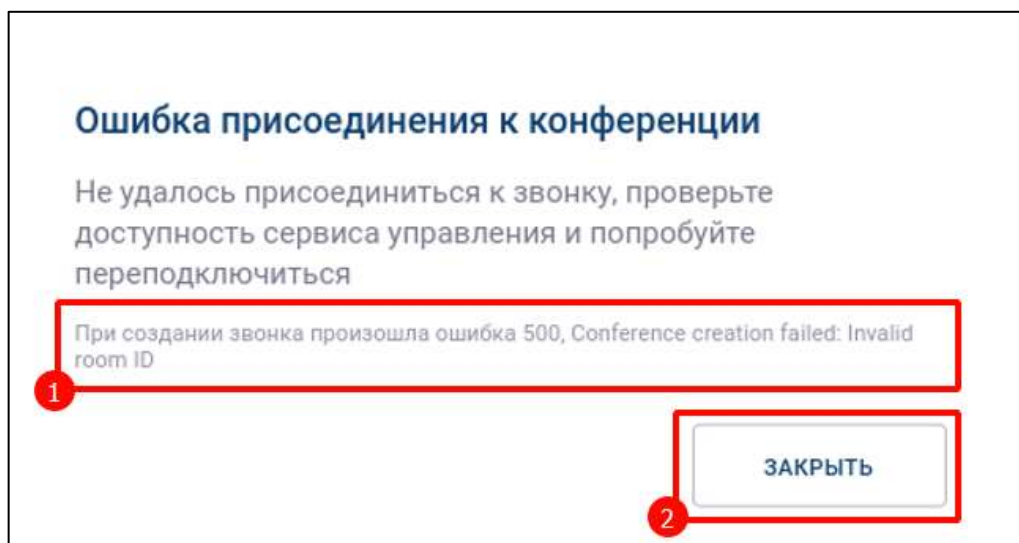 Ошибка присоединения к конференции
Не удалось присоединиться к звонку, проверьте
доступность сервиса управления и попробуйте
переподключиться
При создании звонка произошла ошибка 500, Conference creation failed: Invalid
room ID
1
ЗАКРЫТЬ
2